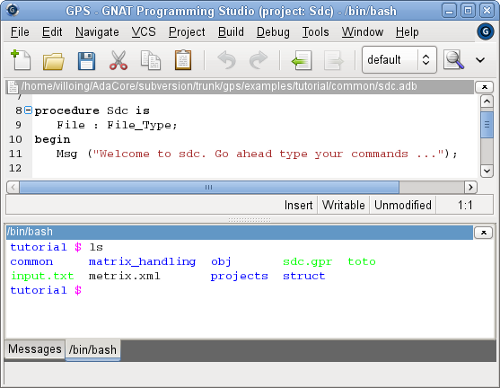 GPS - GNAT Programming Studio (project: Sdc) - /bin/bash
File Edit Navigate VCS Project Build Debug Tools Window Help
default
/home/villoing/AdaCore/subversion/trunk/gps/examples/tutorial/common/sdc.adb
7
8 procedure Sdc is
9 File : File_Type;
10 begin
11 Msg ("Welcome to sdc. Go ahead type your commands ...");
12
Insert Writable Unmodified 1:1
/bin/bash
tutorial $ ls
common matrix_handling obj sdc.gpr toto
input.txt metrix.xml projects struct
tutorial $
Messages /bin/bash